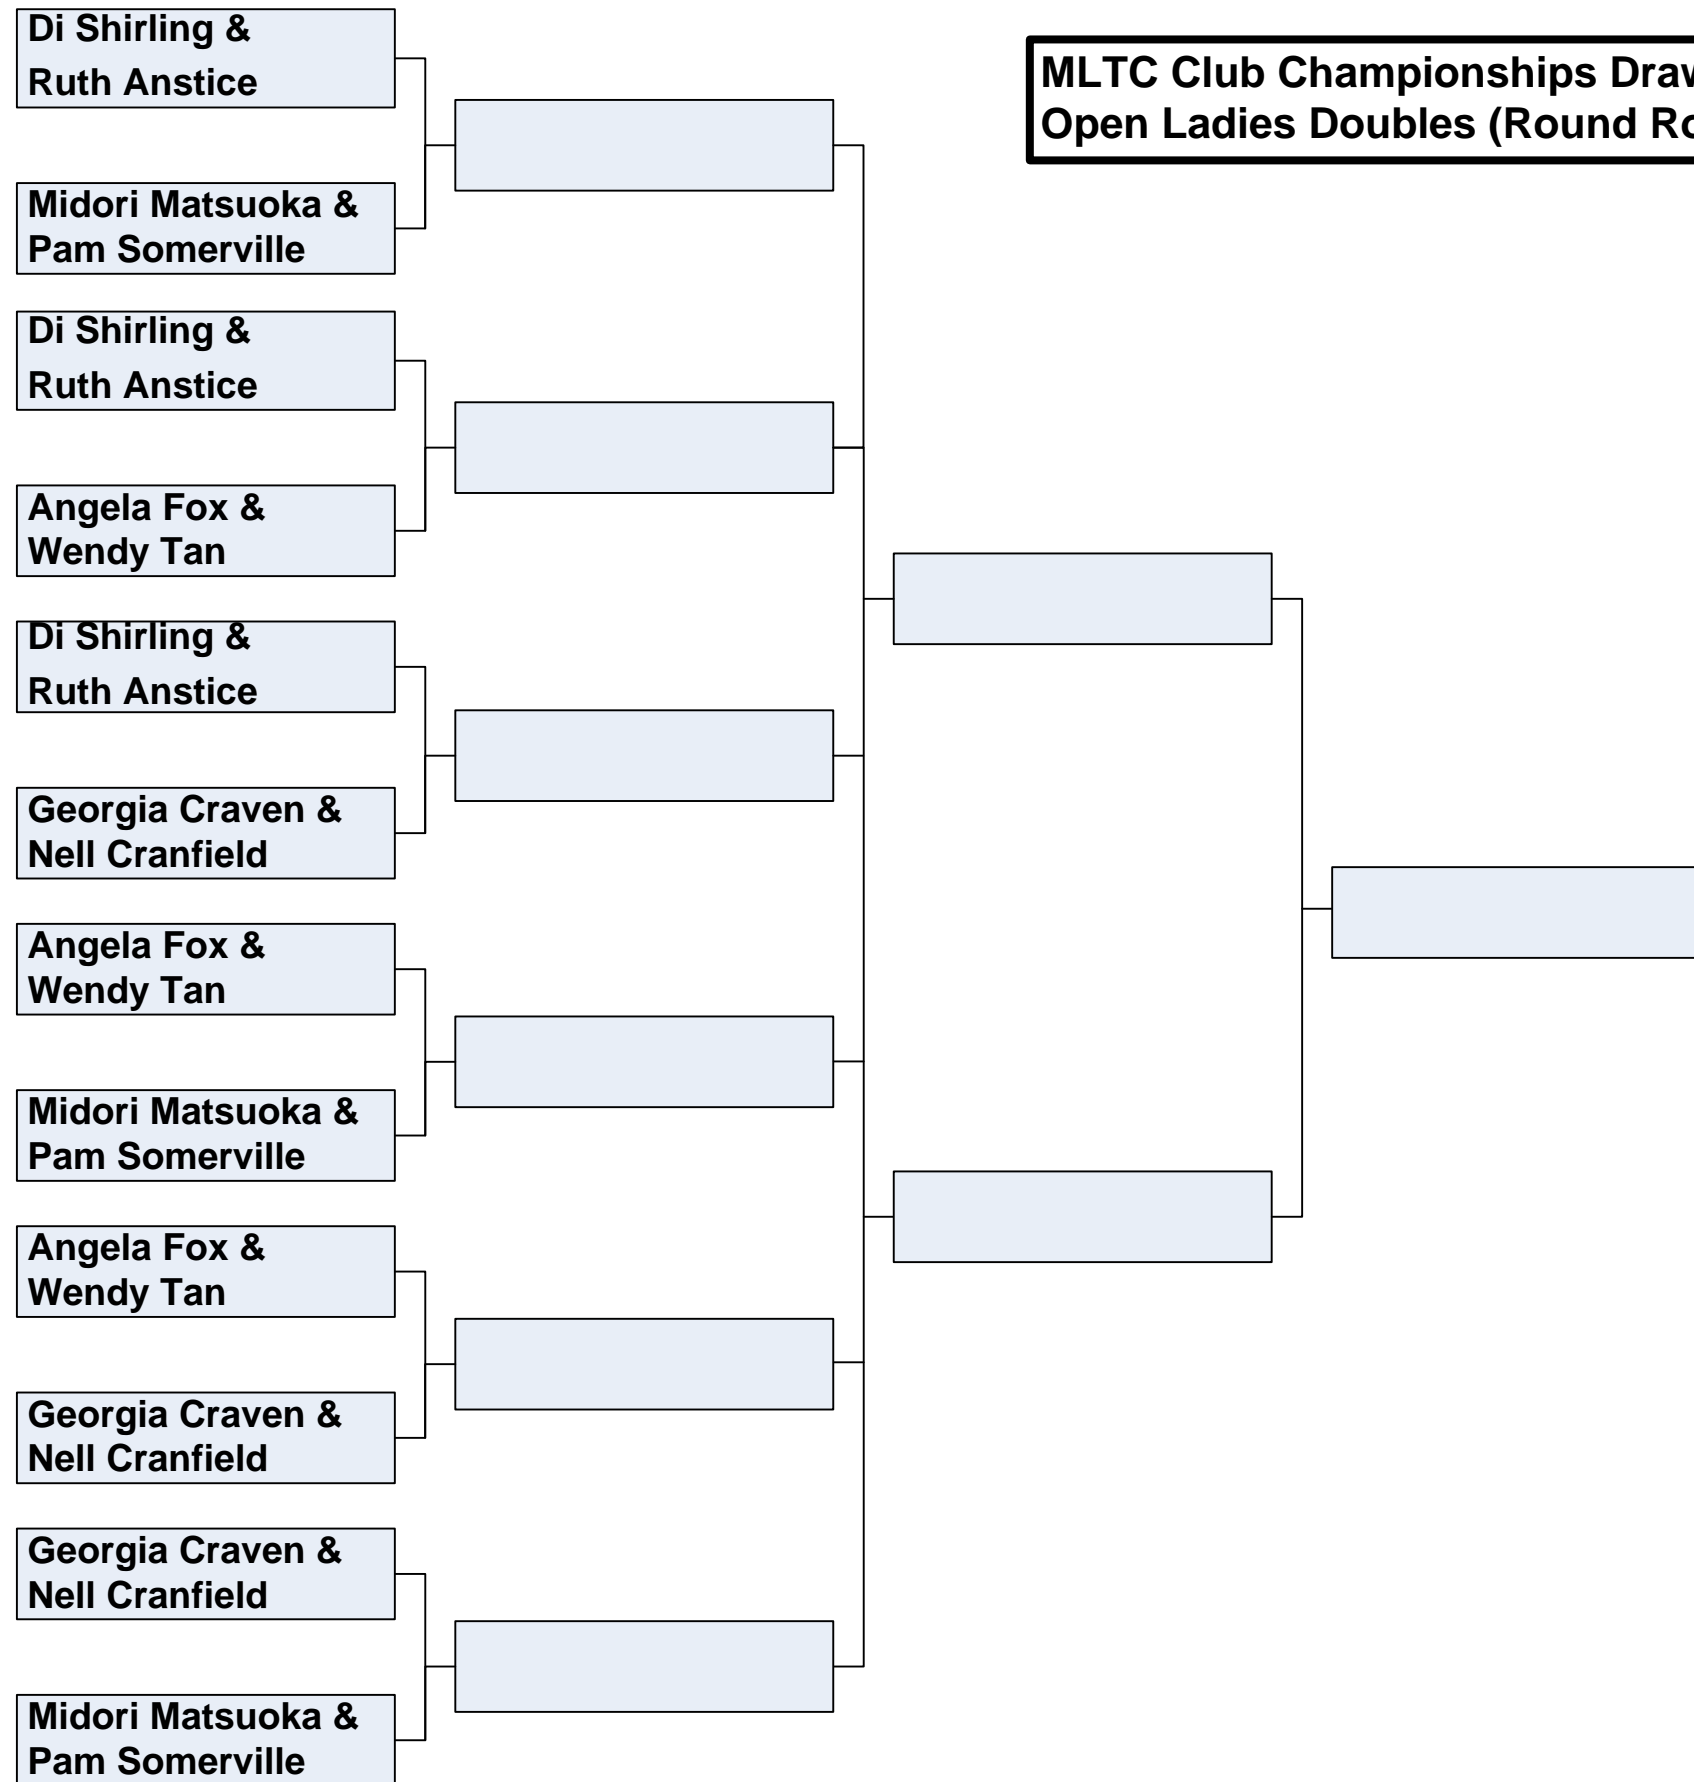 Di Shirling &
Ruth Anstice
MLTC Club Championships
Open Ladies Doubles (Round
Midori Matsuoka &
Pam Somerville
Di Shirling &
Ruth Anstice
Angela Fox &
Wendy Tan
Di Shirling &
Ruth Anstice
Georgia Craven &
Nell Cranfield
Angela Fox &
Wendy Tan
Midori Matsuoka &
Pam Somerville
Angela Fox &
Wendy Tan
Georgia Craven &
Nell Cranfield
Georgia Craven &
Nell Cranfield
Midori Matsuoka &
Pam Somerville